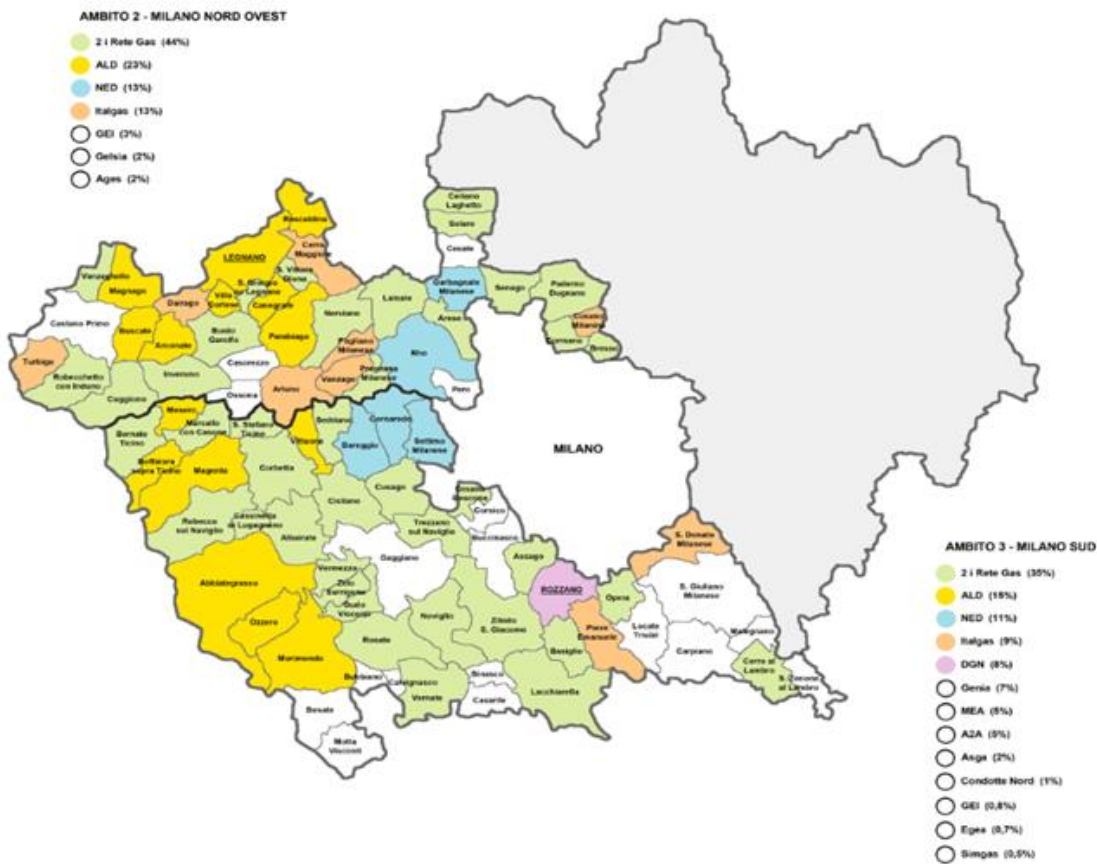 AMBITO 2 - MILANO NORD OVEST
2 i Rete Gas (44%)
ALD (23%)
NED (13%)
Italgas (13%)
GEI (3%)
Gelsia (2%)
Ages (2%)
Rescaldina
Ceriano
Laghetto
Solaro
Cesate
LEGNANO
Cerro
Maggiore
Vanzaghello
Magnago
S. Vittore
Olona
S. Giorgio
su Legnano
Garbagnate
Milanese
Senago
Paderno
Dugnano
Dairago
Villa
Cortese
Canegrate
Lainate
Arese
Castano Primo
Buscate
Arconate
Busto
Garolfo
Parabiago
Nerviano
Cusano
Milanino
Cormano
Bresso
Turbigo
Robecchetto
con Induno
Inveruno
Casorezzo
Pogliano
Milanese
Rho
Cuggiono
Ossona
Arluno
Vanzago
Pregnana
Milanese
Pero
Mesero
Bernate
Ticino
Marcallo
con Casone
S. Stefano
Ticino
Vittuone
Sedriano
Bareggio
Cornaredo
Settimo
Milanese
MILANO
Boffalora
sopra Ticino
Magenta
Corbetta
Cusago
Cisliano
Cesano
Boscone
Corsico
Robecco
sul Naviglio
Cassinetta
di Lugagnano
Albairate
Trezzano
sul Naviglio
Buccinasco
Gaggiano
Assago
S. Donato
Milanese
Abbiategrasso
Vermezzo
Zelo
Surrigone
Gudo
Visconti
ROZZANO
Opera
S. Giuliano
Milanese
Ozzero
Rosate
Noviglio
Zibido
S. Giacomo
Pieve
Emanuele
Locate
Triulzi
Melegnano
Morimondo
Basiglio
Carpiano
Cerro al
Lambro
S. Zenone
al Lambro
Bubbiano
Calvignasco
Binasco
Lacchiarella
Vernate
Casarile
Besate
Motta
Visconti
AMBITO 3 - MILANO SUD
2 i Rete Gas (35%)
ALD (15%)
NED (11%)
Italgas (9%)
DGN (8%)
Genia (7%)
MEA (5%)
A2A (5%)
Asga (2%)
Condotte Nord (1%)
GEI (0,8%)
Egea (0,7%)
Simgas (0,5%)